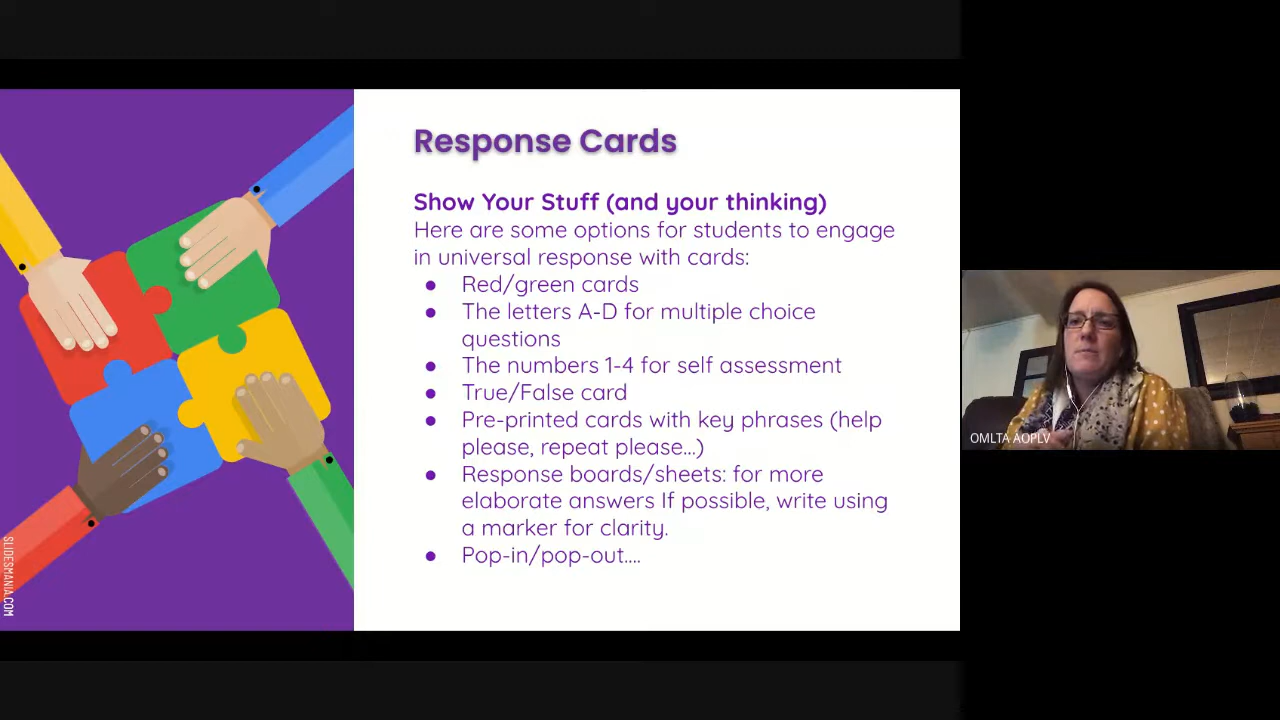 Response Cards
Show Your Stuff (and your thinking)
Here are some options for students to engage
in universal response with cards:
● Red/green cards
● The letters A-D for multiple choice
questions
● The numbers 1-4 for self assessment
● True/False card
● Pre-printed cards with key phrases (help
please, repeat please...)
● Response boards/sheets: for more
elaborate answers If possible, write using
a marker for clarity.
● Pop-in/pop-out....
SLIDESMANIA.COM
OMLTA AOPLV